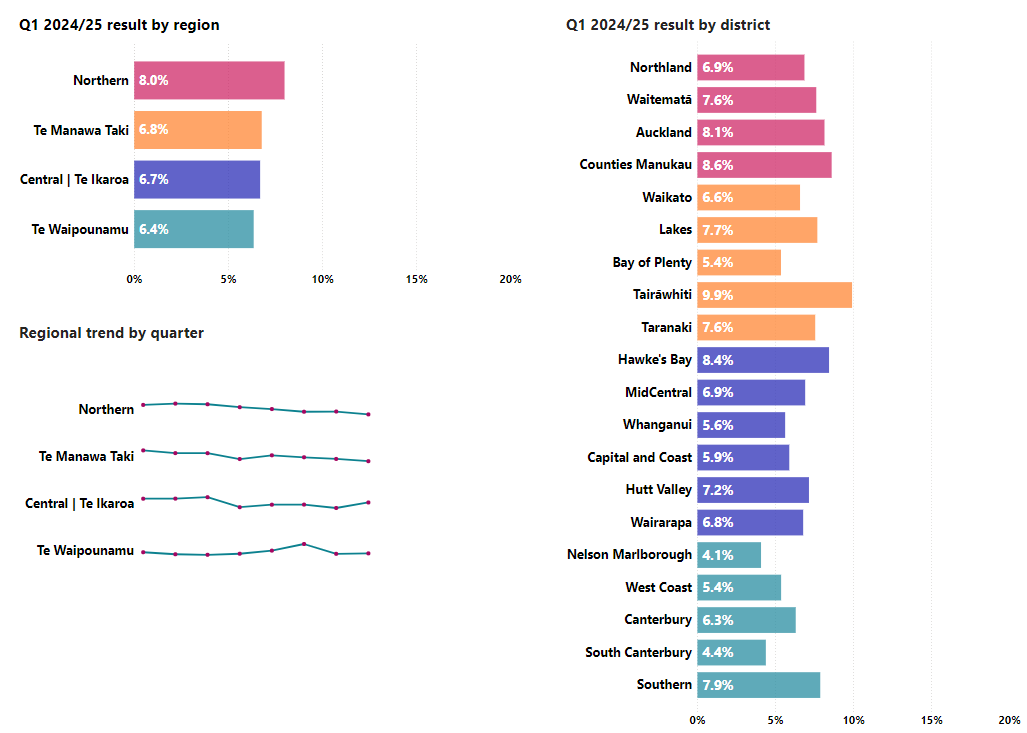 Q1 2024/25 result by region
Northern 8.0%
Te Manawa Taki 6.8%
Central | Te Ikaroa 6.7%
Te Waipounamu 6.4%
0% 5% 10% 15% 20%
Regional trend by quarter
Northern
Te Manawa Taki
Central | Te Ikaroa
Te Waipounamu
Q1 2024/25 result by district
Northland 6.9%
Waitematā 7.6%
Auckland 8.1%
Counties Manukau 8.6%
Waikato 6.6%
Lakes 7.7%
Bay of Plenty 5.4%
Tairāwhiti 9.9%
Taranaki 7.6%
Hawke's Bay 8.4%
MidCentral 6.9%
Whanganui 5.6%
Capital and Coast 5.9%
Hutt Valley 7.2%
Wairarapa 6.8%
Nelson Marlborough 4.1%
West Coast 5.4%
Canterbury 6.3%
South Canterbury 4.4%
Southern 7.9%
0% 5% 10% 15% 20%